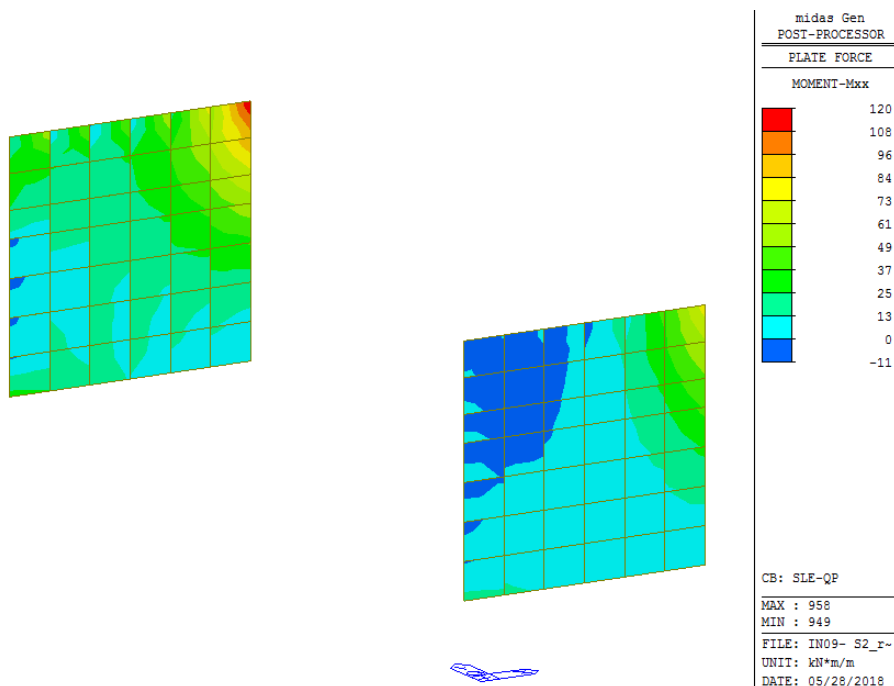 midas Gen
POST-PROCESSOR
PLATE FORCE
MOMENT-Mxx
120
108
96
84
73
61
49
37
25
13
0
-11
CB: SLE-QP
MAX : 958
MIN : 949
FILE: IN09- S2_r~
UNIT: kN*m/m
DATE: 05/28/2018